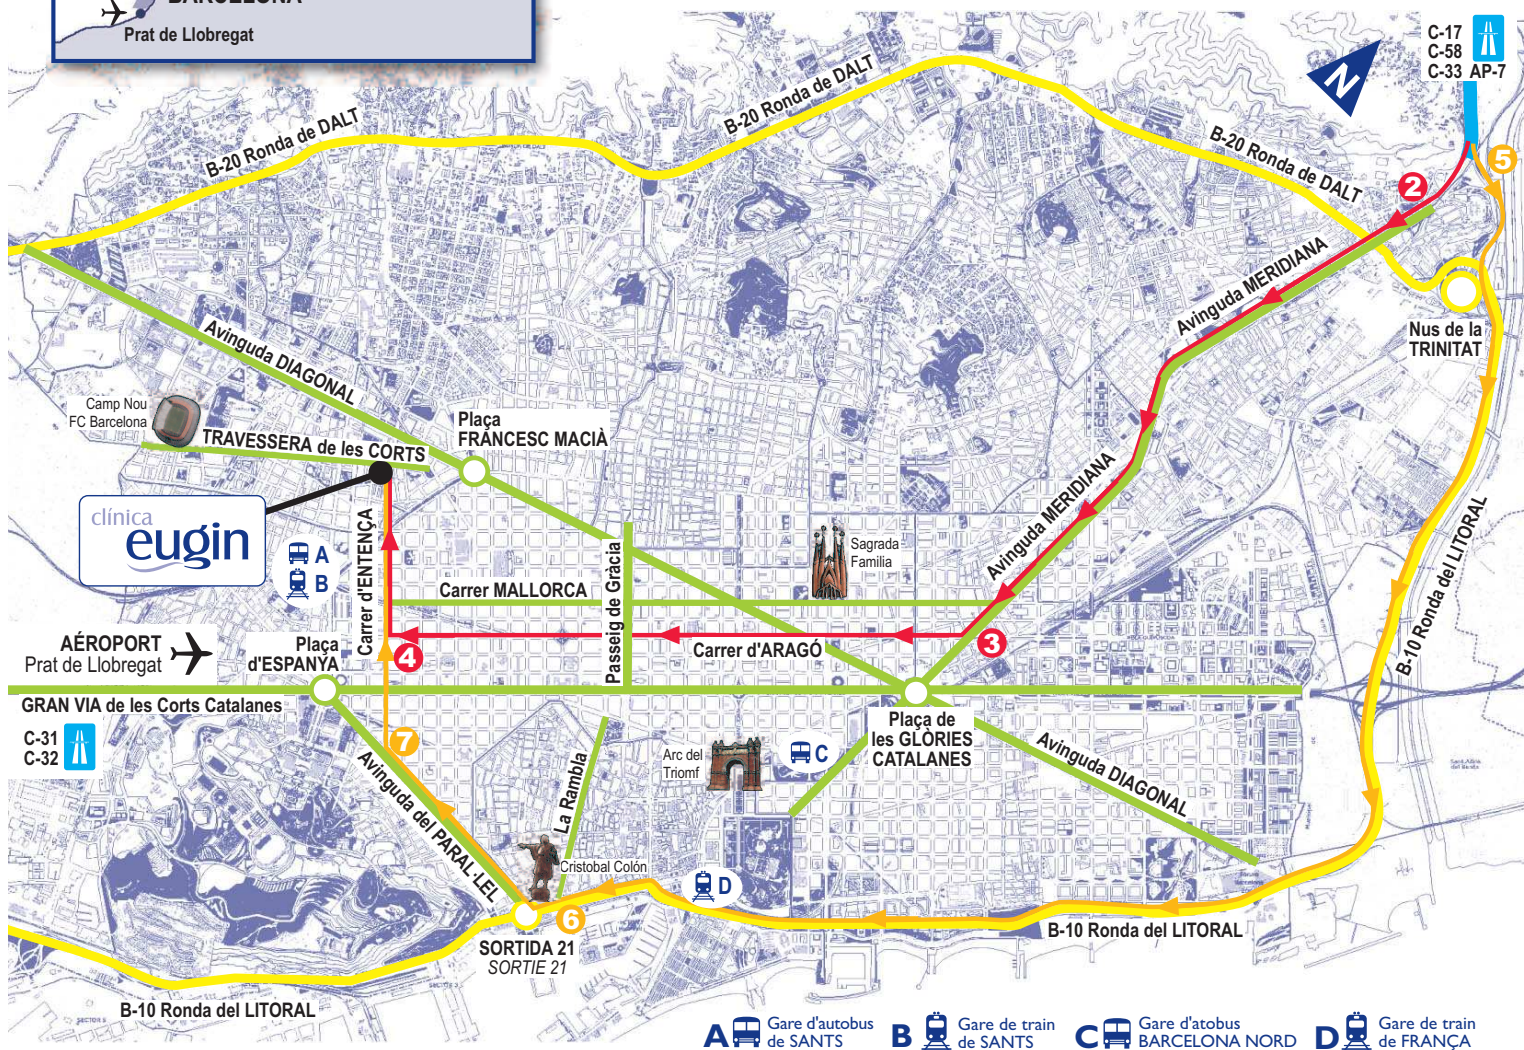 BARCELONA
Prat de Llobregat
C-17
C-58
C-33 AP-7
N
B-20 Ronda de DALT
B-20 Ronda de DALT
B-20 Ronda de DALT
5
2
Avinguda MERIDIANA
Nus de la
TRINITAT
Avinguda DIAGONAL
Camp Nou
FC Barcelona
Plaça
FRANCESC MACIÀ
TRAVESSERA de les CORTS
clínica
eugin
A
B
Carrer d'ENTENÇA
Avinguda MERIDIANA
Sagrada
Familia
B-10 Ronda del LITORAL
Carrer MALLORCA
Passeig de Gràcia
AÉROPORT
Prat de Llobregat
Plaça
d'ESPANYA
4
Carrer d'ARAGÓ
3
GRAN VIA de les Corts Catalanes
C-31
C-32
7
Plaça de
les GLÒRIES
CATALANES
Arc del
Triomf
C
Avinguda DIAGONAL
La Rambla
Avinguda del PARAL·LEL
Cristobal Colón
D
6
SORTIDA 21
SORTIE 21
B-10 Ronda del LITORAL
B-10 Ronda del LITORAL
A Gare d'autobus
de SANTS
B Gare de train
de SANTS
C Gare d'atobus
BARCELONA NORD
D Gare de train
de FRANÇA